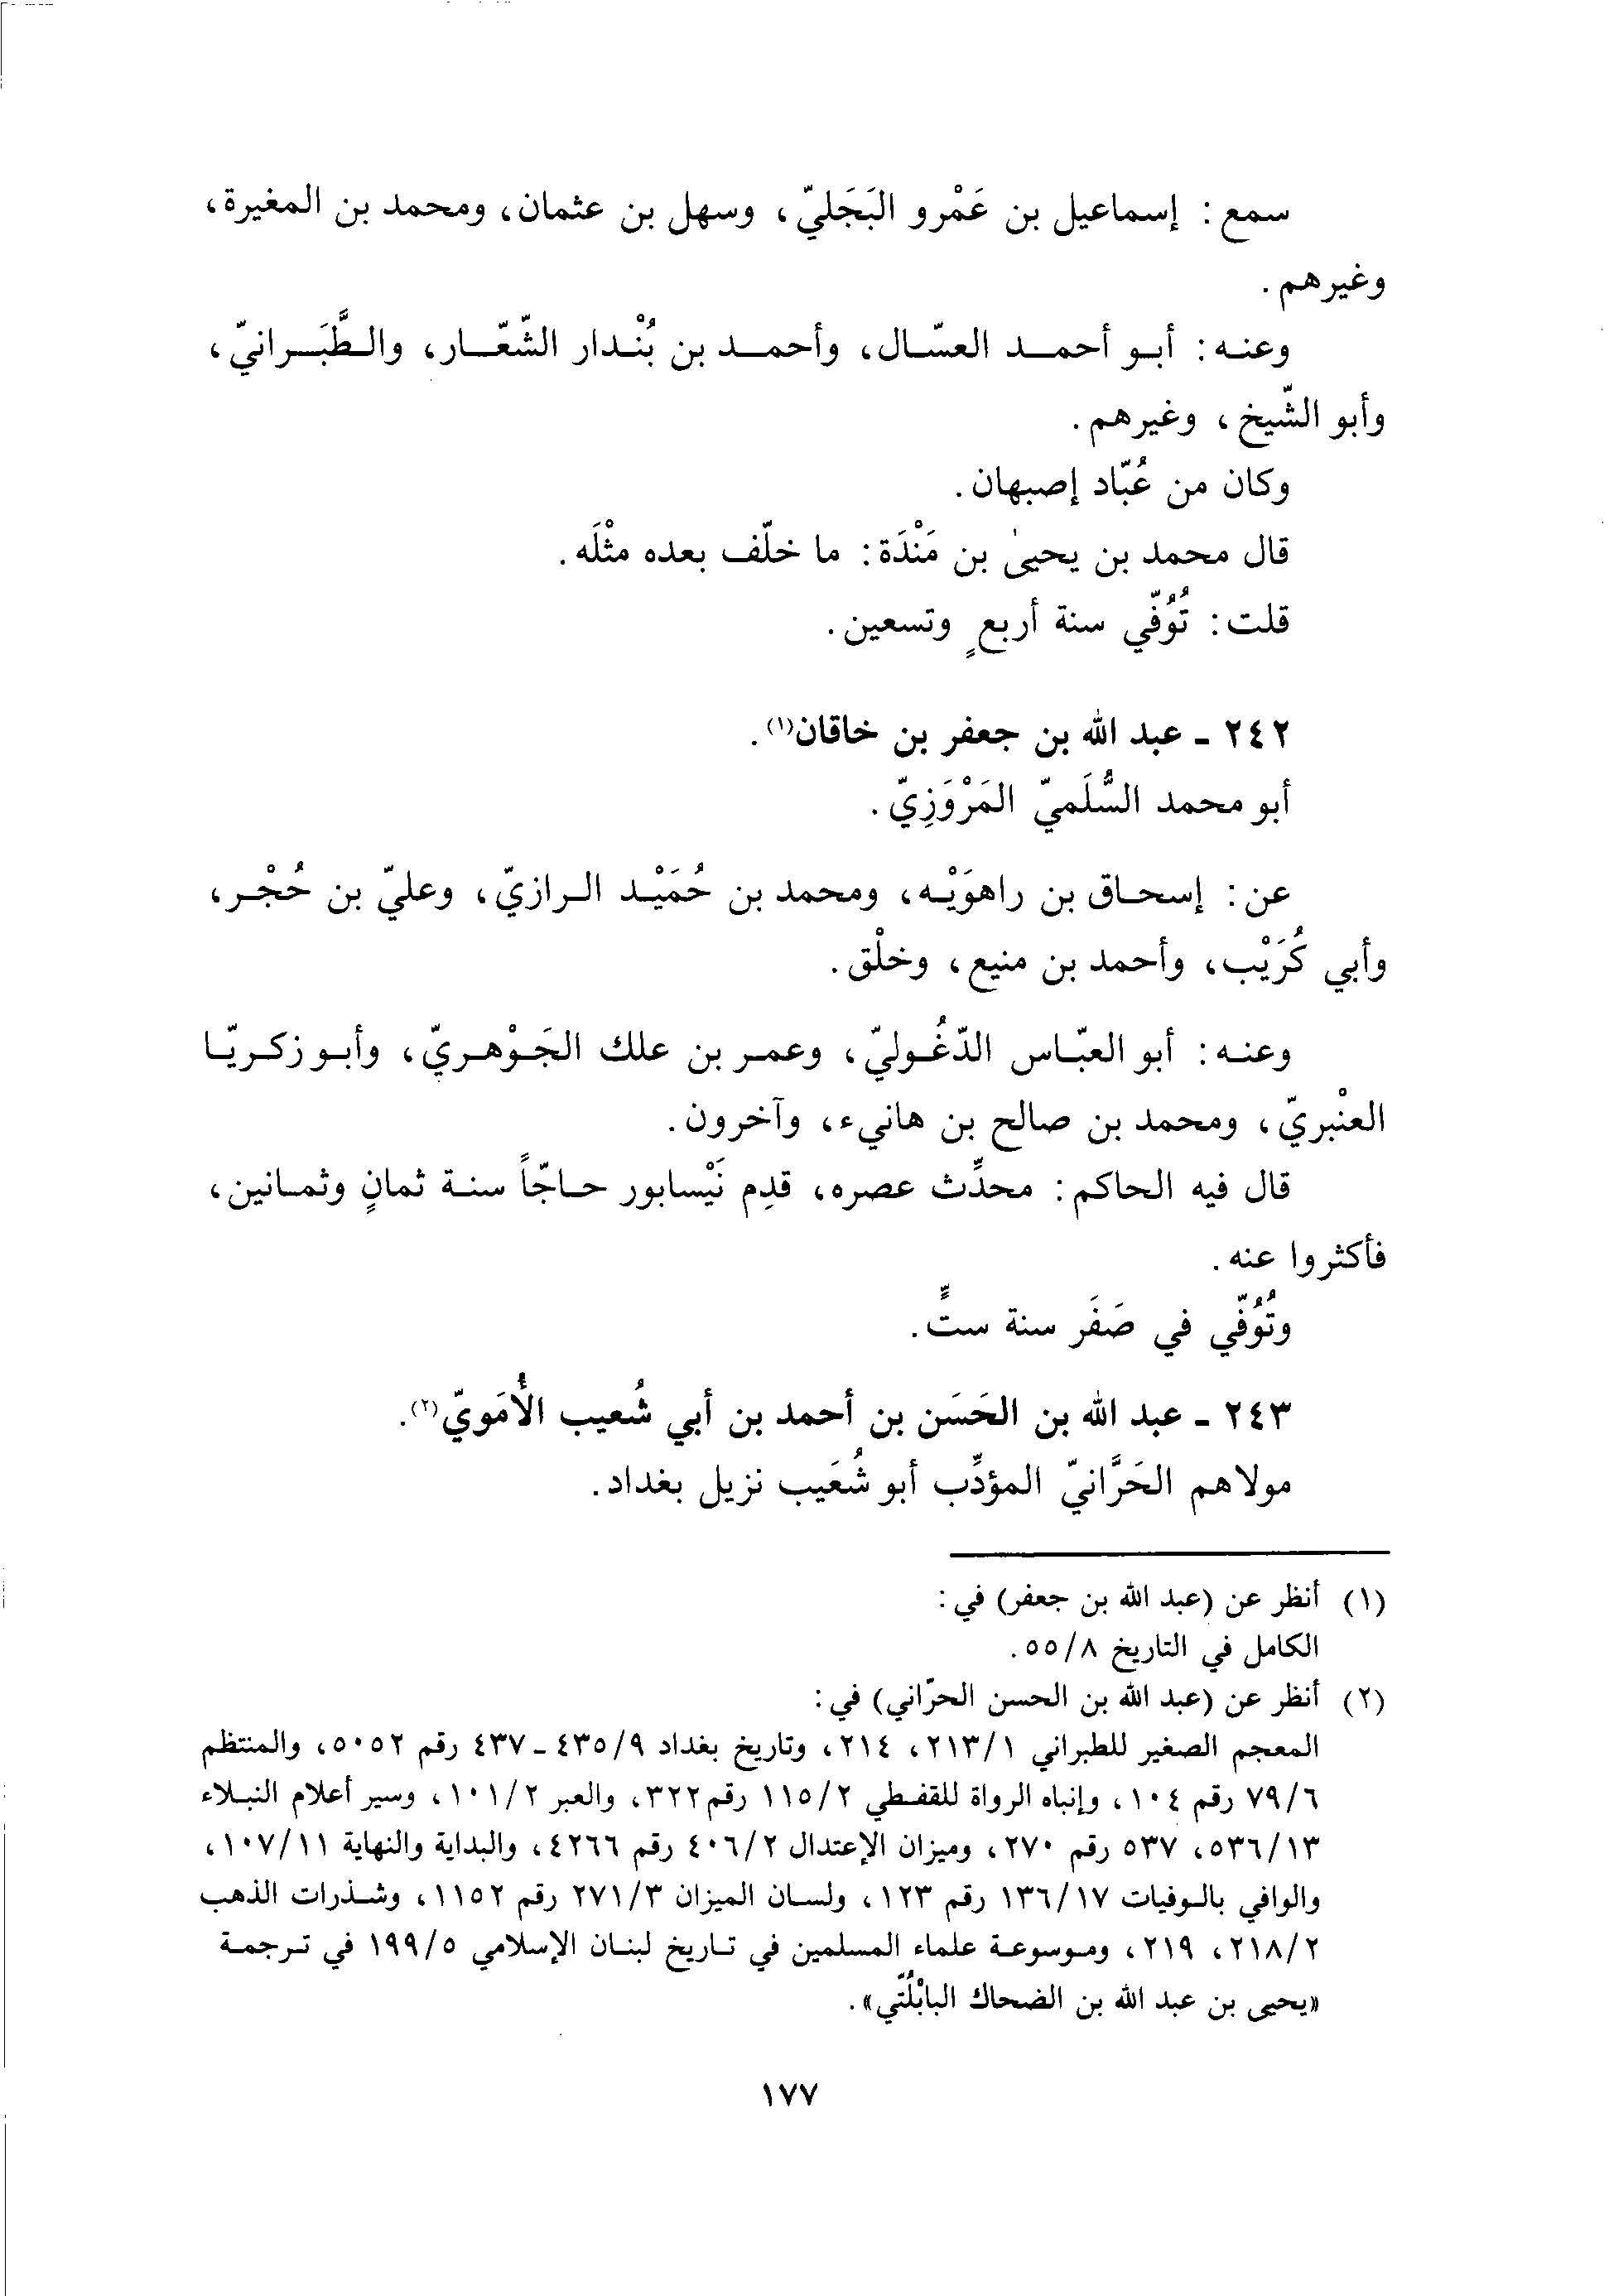 سمع : إسماعيل بن عَمْرو البَجَليّ، وسهل بن عثمان، ومحمد بن المغيرة،
وغيرهم.
وعنه : أبو أحمد العسّال، وأحمد بن بُنْدار الشّعّار، والطَّبَرانيّ،
وأبو الشّيخ، وغيرهم.
وكان من عُبّاد إصبهان.
قال محمد بن يحيىٰ بن مَنْدَة: ما خلّف بعده مثْلَه.
قلت: تُوُفّي سنة أربعٍ وتسعين.
٢٤٢ - عبد الله بن جعفر بن خاقان(١).
أبو محمد السُّلَميّ المَرْوَزِيّ.
عن: إسحاق بن راهَوَيْه، ومحمد بن حُمَيْد الرازيّ، وعليّ بن حُجْر،
وأبي كُرَيْب، وأحمد بن منيع، وخلْق.
وعنه: أبو العبّاس الدّغُوليّ، وعمر بن علك الجَوْهريّ، وأبو زكريّا
العنْبريّ، ومحمد بن صالح بن هانيء، وآخرون.
قال فيه الحاكم: محدِّث عصره، قدِم نَيْسابور حاجّاً سنة ثمانٍ وثمانين،
فأكثروا عنه.
وتُوُفّي في صَفَر سنة ستٍّ.
٢٤٣ - عبد الله بن الحَسَن بن أحمد بن أبي شُعيب الأُمَويّ(٢).
مولاهم الحَرَّانيّ المؤدِّب أبو شُعَيب نزيل بغداد.
(١) أنظر عن (عبد الله بن جعفر) في:
الكامل في التاريخ ٥٥/٨.
(٢) أنظر عن (عبد الله بن الحسن الحرّاني) في:
المعجم الصغير للطبراني ٢١٣/١، ٢١٤، وتاريخ بغداد ٤٣٥/٩ - ٤٣٧ رقم ٥٠٥٢، والمنتظم
٧٩/٦ رقم ١٠٤، وإنباه الرواة للقفطي ١١٥/٢ رقم ٣٢٢، والعبر ١٠١/٢، وسير أعلام النبلاء
٥٣٦/١٣، ٥٣٧ رقم ٢٧٠، وميزان الإعتدال ٤٠٦/٢ رقم ٤٢٦٦، والبداية والنهاية ١٠٧/١١،
والوافي بالوفيات ١٣٦/١٧ رقم ١٢٣، ولسان الميزان ٢٧١/٣ رقم ١١٥٢، وشذرات الذهب
٢١٨/٢، ٢١٩، وموسوعة علماء المسلمين في تاريخ لبنان الإسلامي ١٩٩/٥ في ترجمة
«يحيى بن عبد الله بن الضحاك البابْلُتّي».
١٧٧